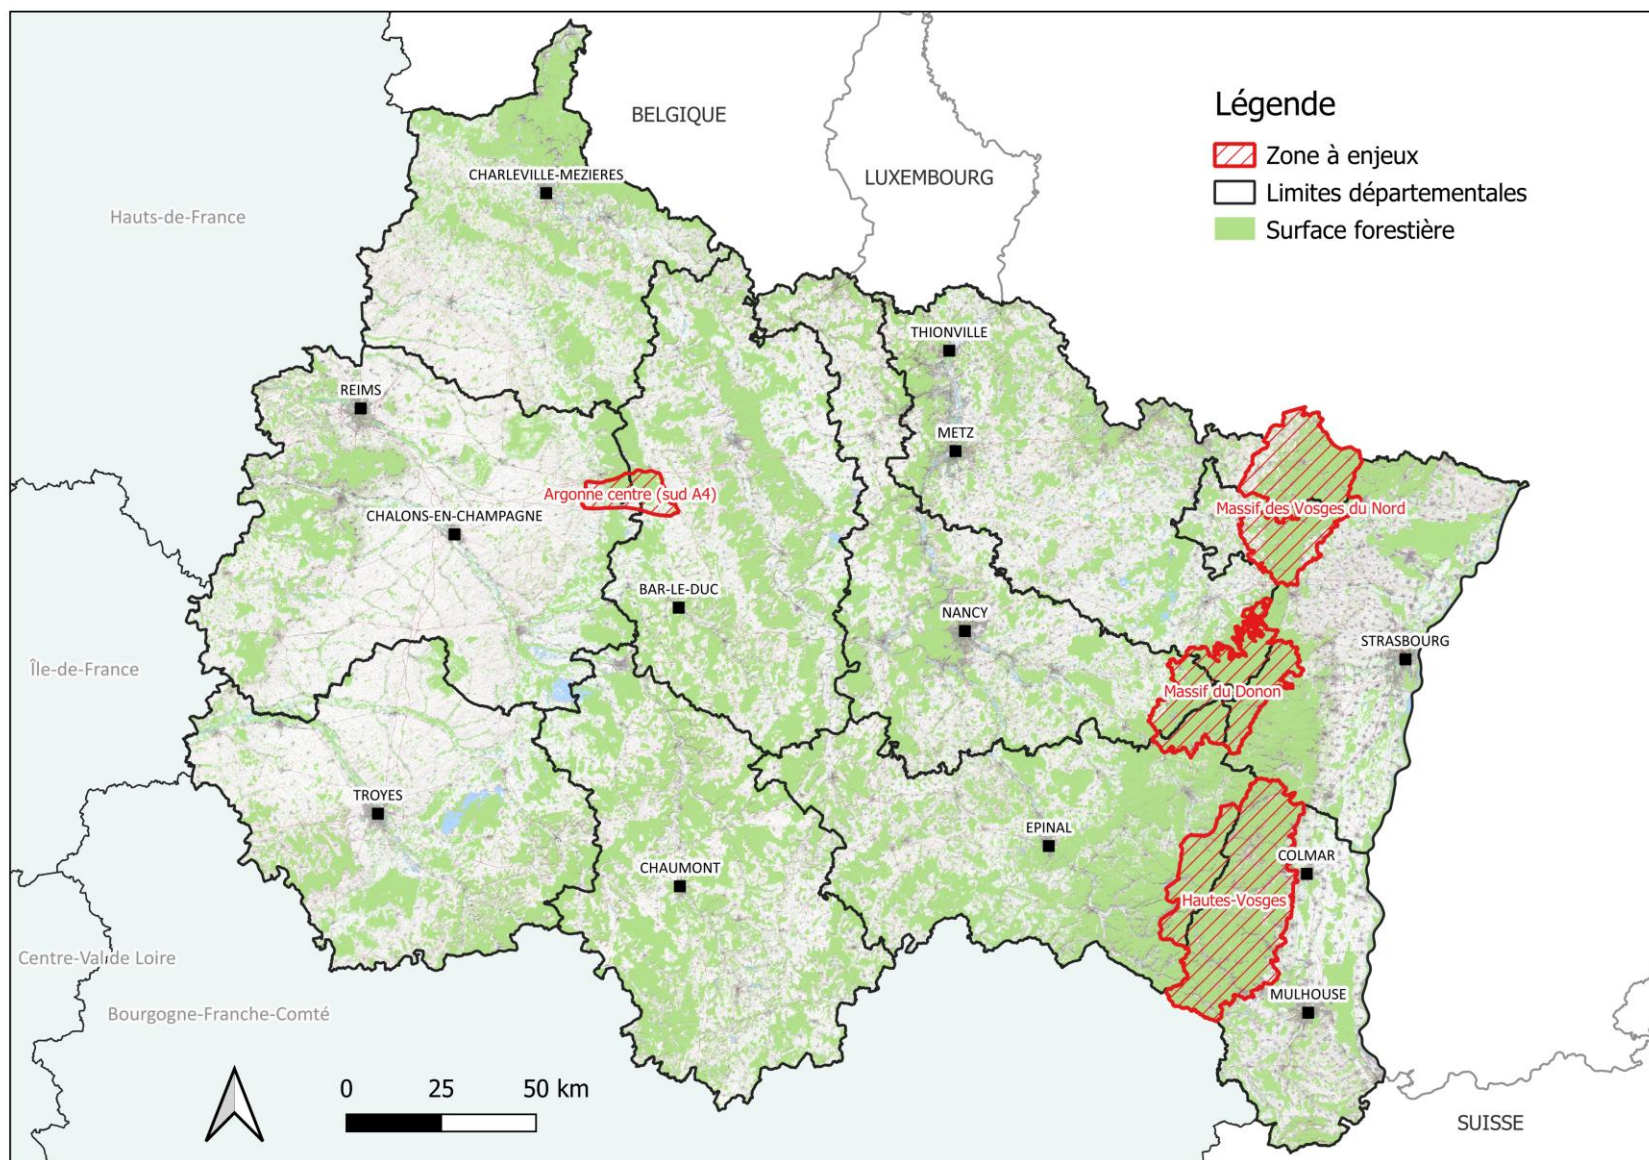 BELGIQUE
LUXEMBOURG
Légende
Zone à enjeux
Limites départementales
Surface forestière
CHARLEVILLE-MEZIERES
Hauts-de-France
THIONVILLE
REIMS
METZ
Argonne centre (sud A4)
Massif des Vosges du Nord
CHALONS-EN-CHAMPAGNE
BAR-LE-DUC
NANCY
STRASBOURG
Île-de-France
Massif du Donon
TROYES
EPINAL
COLMAR
CHAUMONT
Hautes-Vosges
Centre-Val de Loire
MULHOUSE
Bourgogne-Franche-Comté
0 25 50 km
SUISSE